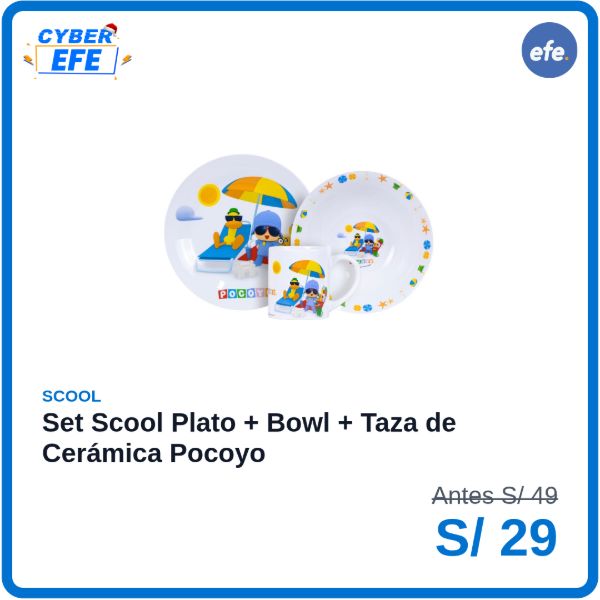 CYBER
EFE
efe.
POCOYO
SCOOL
Set Scool Plato + Bowl + Taza de
Cerámica Pocoyo
Antes S/ 49
S/ 29